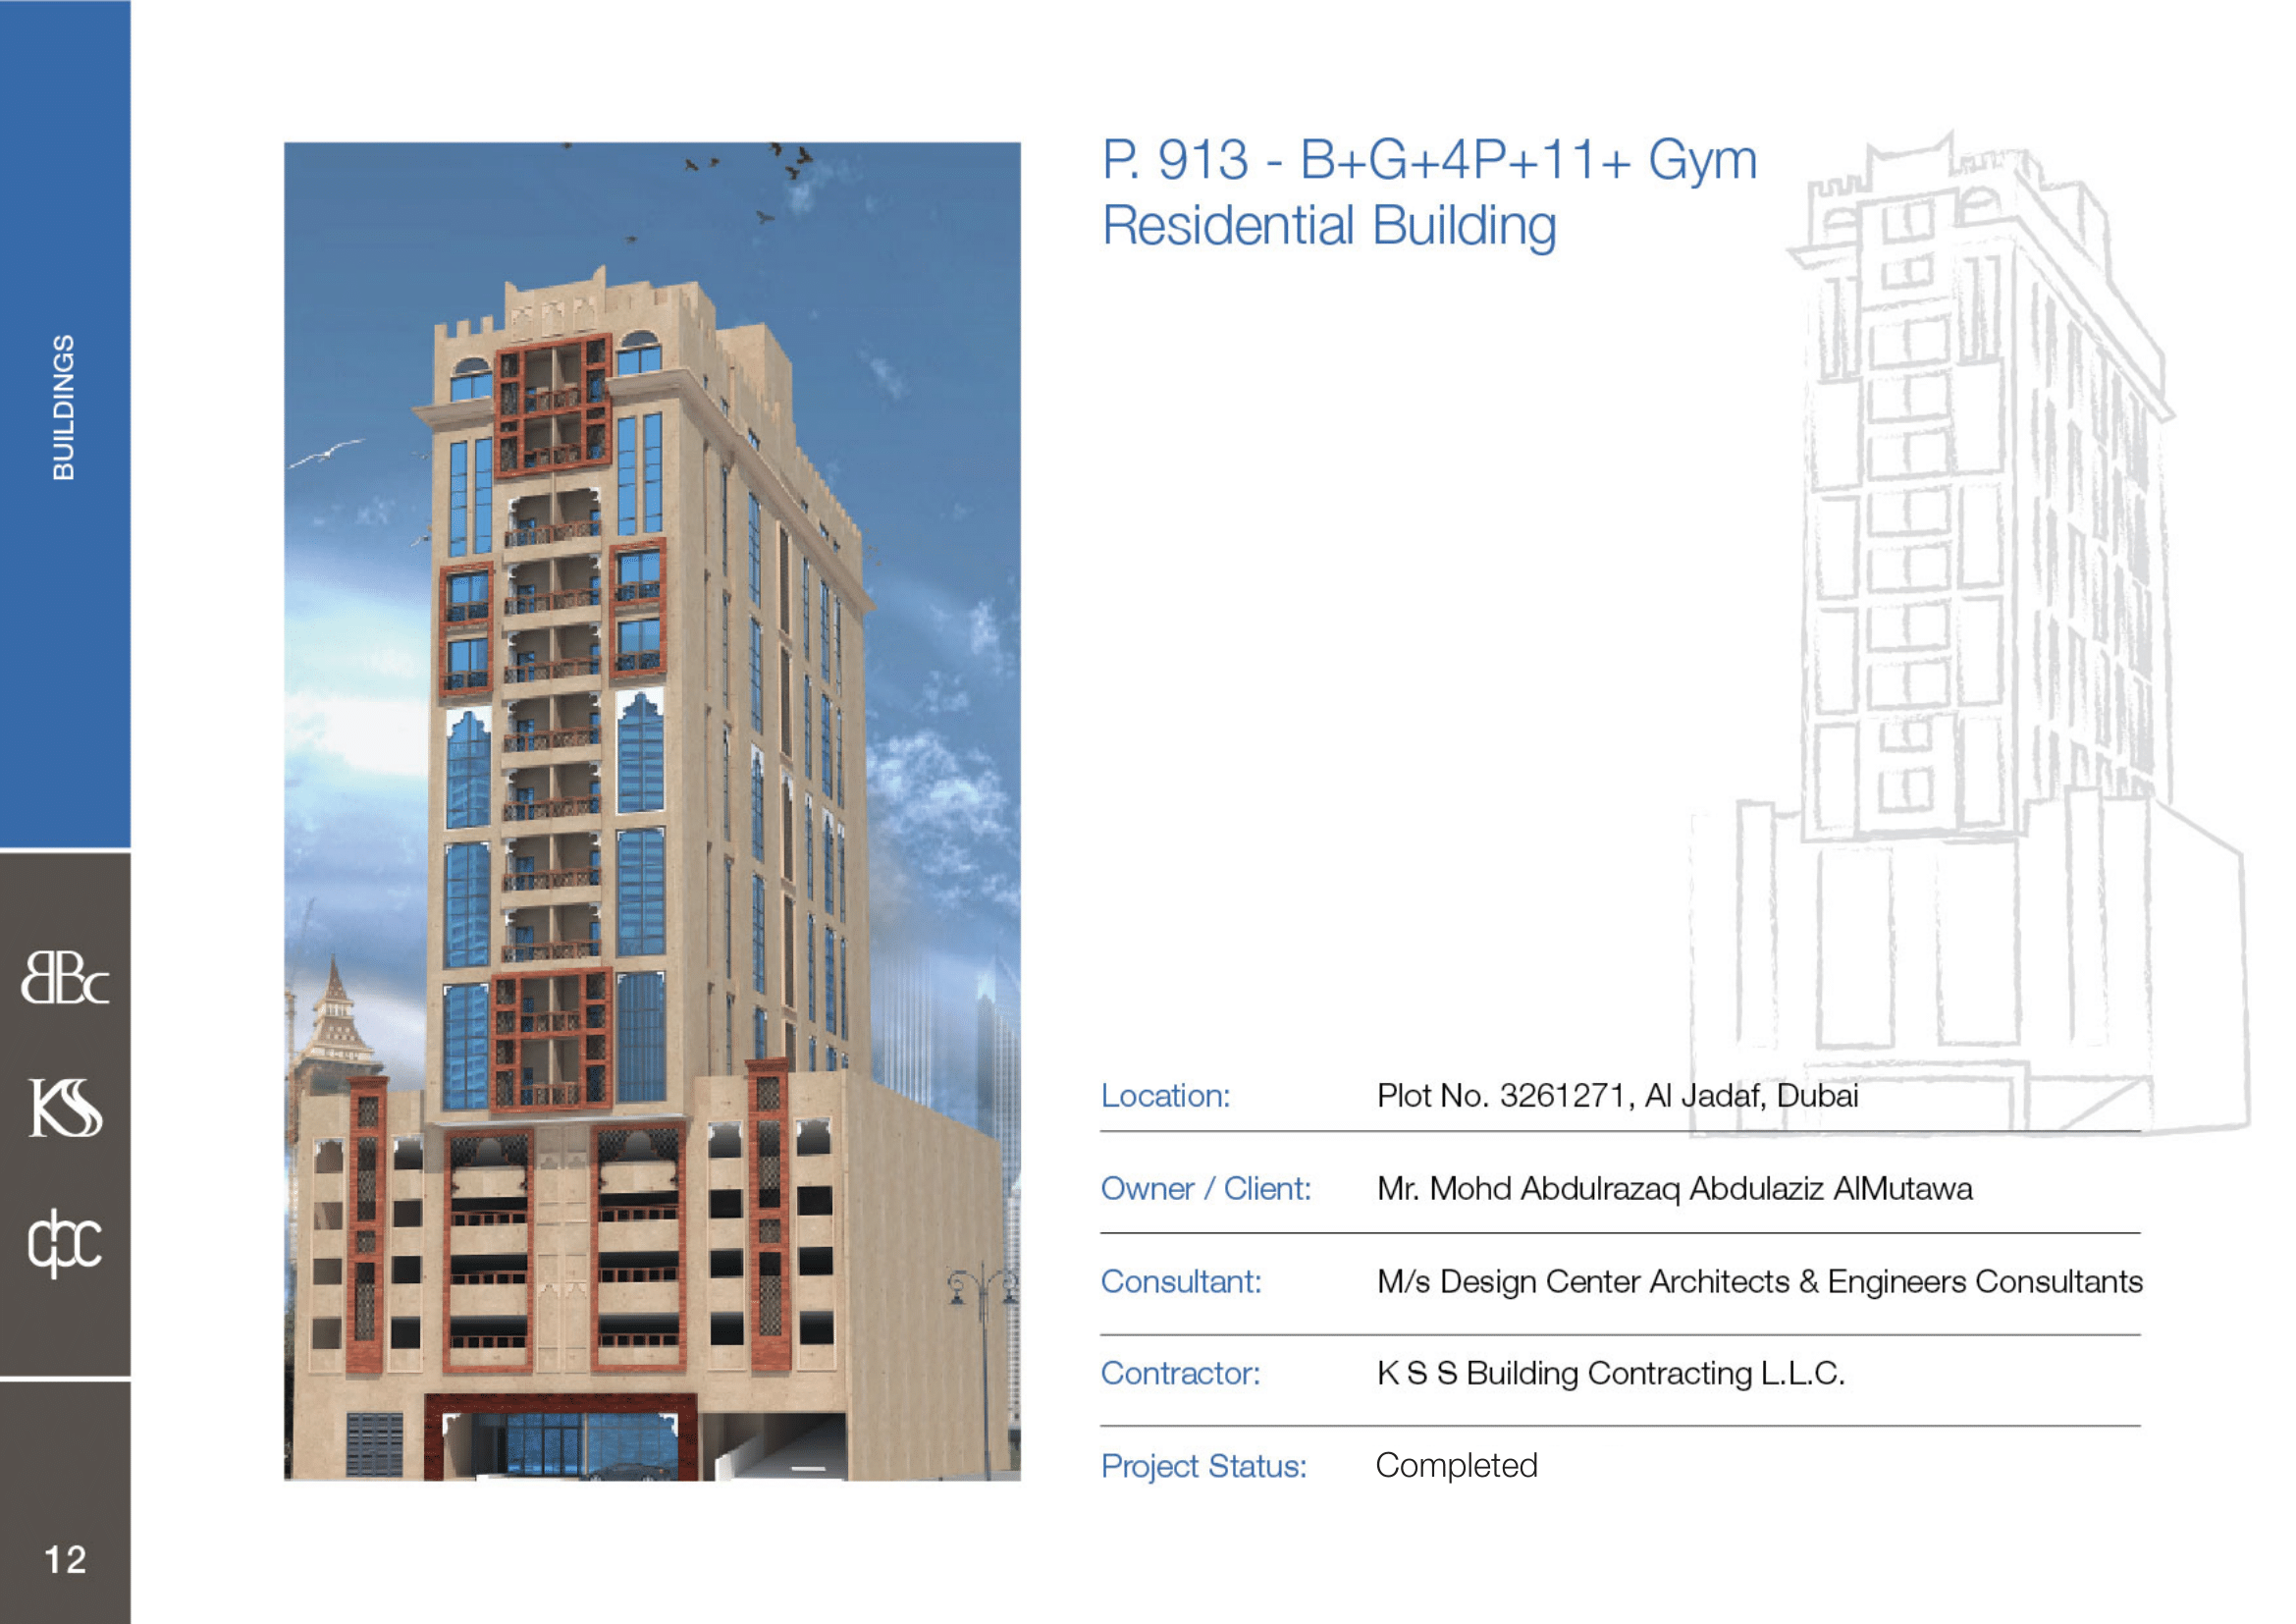 P. 913 - B+G+4P+11+ Gym
Residential Building
BUILDINGS
BBc
KS
cbc
Location: Plot No. 3261271, Al Jadaf, Dubai
Owner / Client: Mr. Mohd Abdulrazaq Abdulaziz AlMutawa
Consultant: M/s Design Center Architects & Engineers Consultants
Contractor: K S S Building Contracting L.L.C.
Project Status: Completed
12